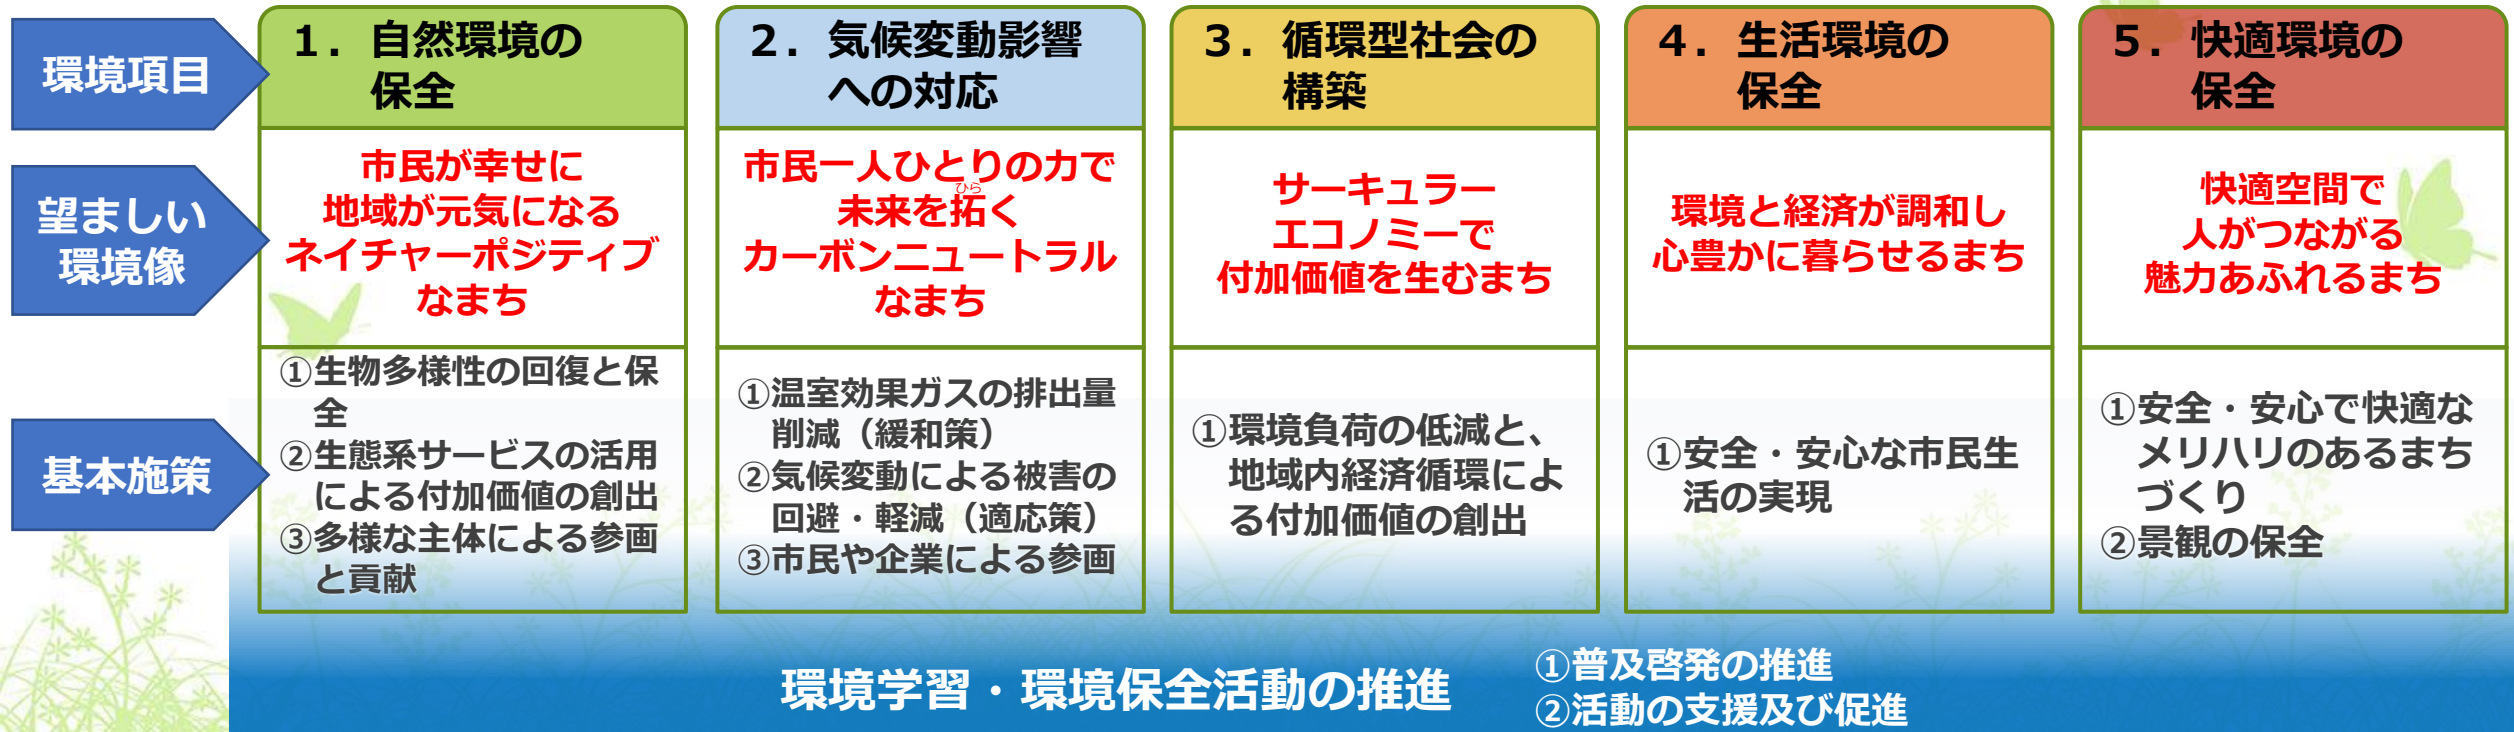 環境項目
1．自然環境の
保全
2．気候変動影響
への対応
3．循環型社会の
構築
4．生活環境の
保全
5．快適環境の
保全
望ましい
環境像
市民が幸せに
地域が元気になる
ネイチャーポジティブ
なまち
市民一人ひとりの力で
ひら
未来を拓く
カーボンニュートラル
なまち
サーキュラー
エコノミーで
付加価値を生むまち
環境と経済が調和し
心豊かに暮らせるまち
快適空間で
人がつながる
魅力あふれるまち
基本施策
①生物多様性の回復と保
全
②生態系サービスの活用
による付加価値の創出
③多様な主体による参画
と貢献
①温室効果ガスの排出量
削減（緩和策）
②気候変動による被害の
回避・軽減（適応策）
③市民や企業による参画
①環境負荷の低減と、
地域内経済循環によ
る付加価値の創出
①安全・安心な市民生
活の実現
①安全・安心で快適な
メリハリのあるまち
づくり
②景観の保全
環境学習・環境保全活動の推進
①普及啓発の推進
②活動の支援及び促進